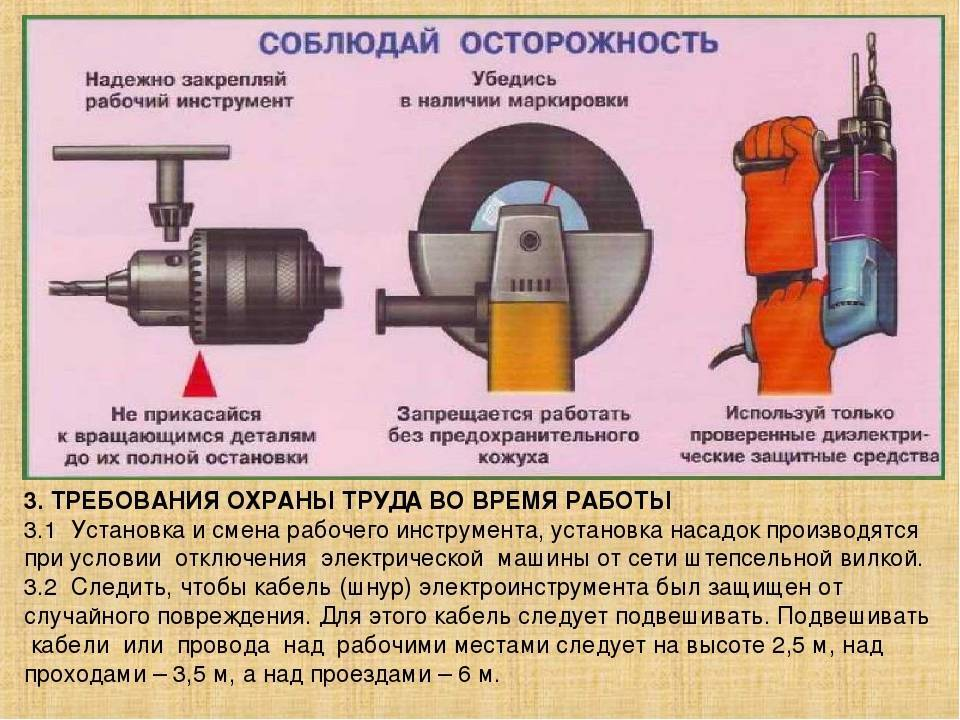 СОБЛЮДАЙ ОСТОРОЖНОСТЬ
Надежно закрепляй
рабочий инструмент
Убедись
в наличии маркировки
Не прикасайся
к вращающимся деталям
до их полной остановки
Запрещается работать
без предохранительного
кожуха
Используй только
проверенные диэлектри-
ческие защитные средства
3. ТРЕБОВАНИЯ ОХРАНЫ ТРУДА ВО ВРЕМЯ РАБОТЫ
3.1 Установка и смена рабочего инструмента, установка насадок производятся
при условии отключения электрической машины от сети штепсельной вилкой.
3.2 Следить, чтобы кабель (шнур) электроинструмента был защищен от
случайного повреждения. Для этого кабель следует подвешивать. Подвешивать
кабели или провода над рабочими местами следует на высоте 2,5 м, над
проходами – 3,5 м, а над проездами – 6 м.